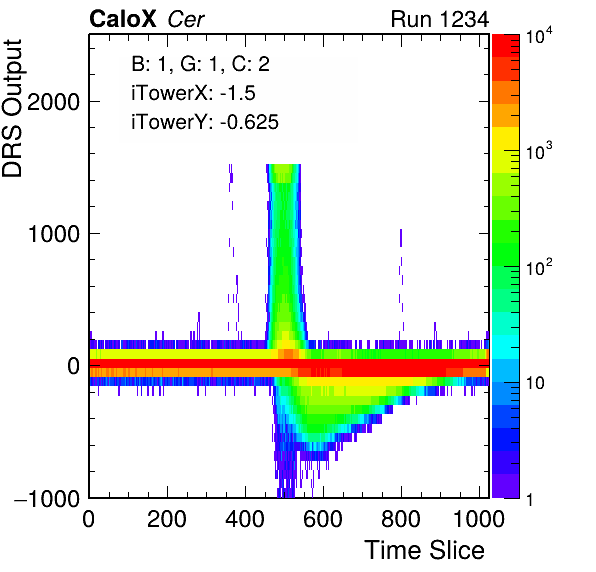 CaloX Cer Run 1234
B: 1, G: 1, C: 2
iTowerX: -1.5
iTowerY: -0.625
DRS Output
2000
1000
0
−1000
0 200 400 600 800 1000
Time Slice
10^4
10^3
10^2
10
1